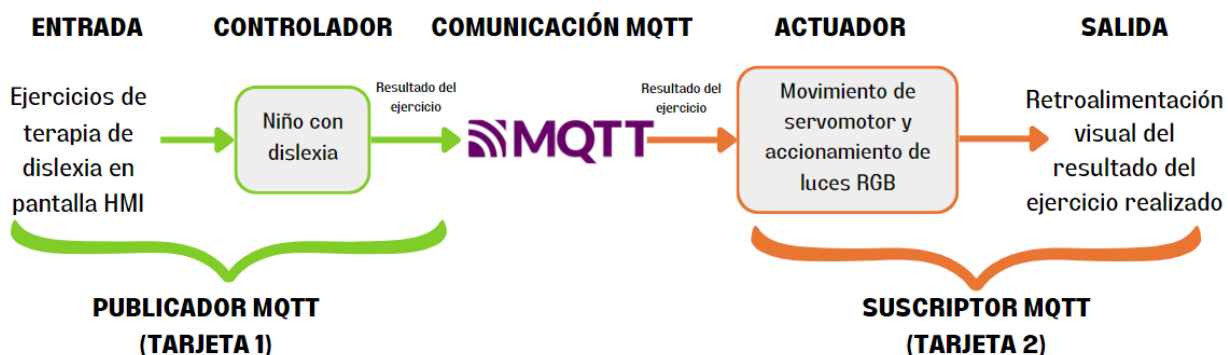 ENTRADA
CONTROLADOR
COMUNICACIÓN MQTT
ACTUADOR
SALIDA
Ejercicios de
terapia de
dislexia en
pantalla HMI
Niño con
dislexia
Resultado del
ejercicio
MQTT
Resultado del
ejercicio
Movimiento de
servomotor y
accionamiento de
luces RGB
Retroalimentación
visual del
resultado del
ejercicio realizado
PUBLICADOR MQTT
(TARJETA 1)
SUSCRIPTOR MQTT
(TARJETA 2)